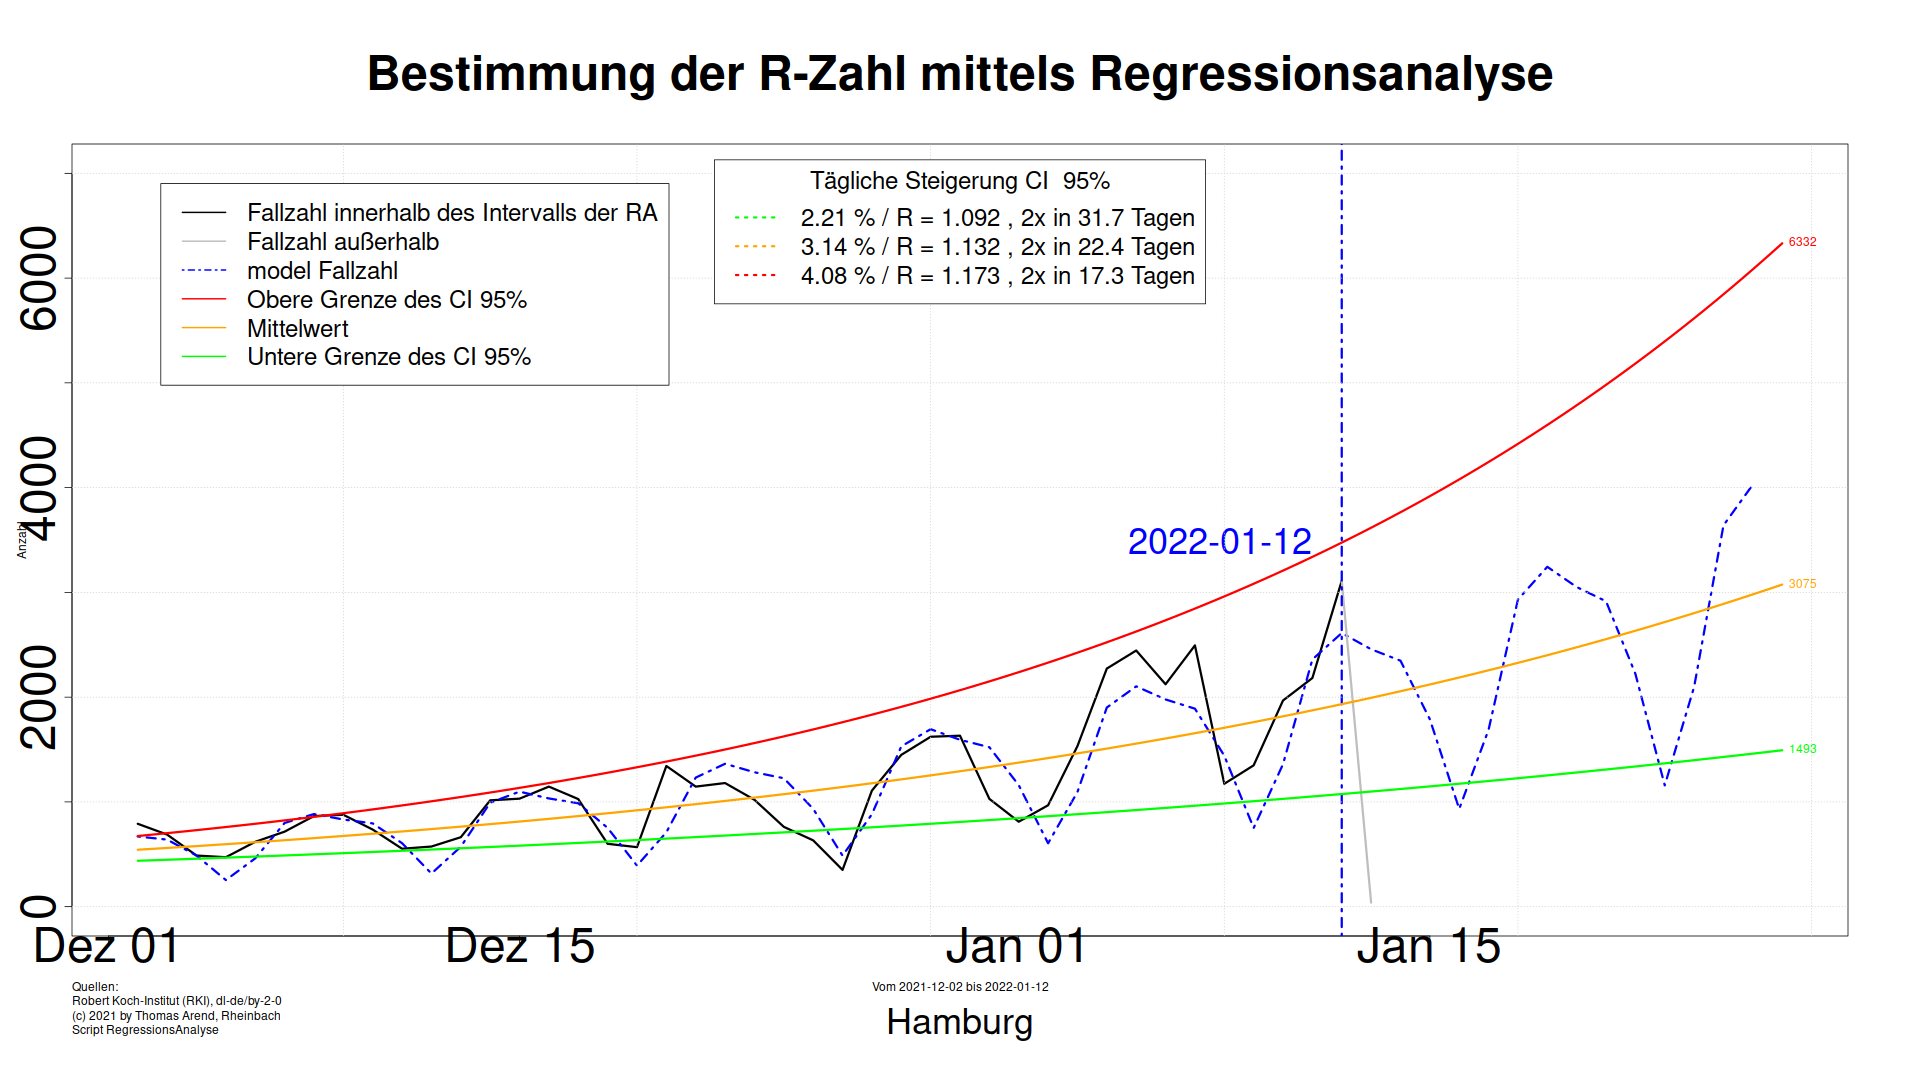 Bestimmung der R-Zahl mittels Regressionsanalyse
Fallzahl innerhalb des Intervalls der RA
Fallzahl außerhalb
model Fallzahl
Obere Grenze des CI 95%
Mittelwert
Untere Grenze des CI 95%
Tägliche Steigerung CI 95%
2.21 % / R = 1.092 , 2x in 31.7 Tagen
3.14 % / R = 1.132 , 2x in 22.4 Tagen
4.08 % / R = 1.173 , 2x in 17.3 Tagen
6332
3075
1493
2022-01-12
6000
4000
2000
0
Anzahl
Dez 01
Dez 15
Jan 01
Jan 15
Quellen:
Robert Koch-Institut (RKI), dl-de/by-2-0
(c) 2021 by Thomas Arend, Rheinbach
Script RegressionsAnalyse
Vom 2021-12-02 bis 2022-01-12
Hamburg